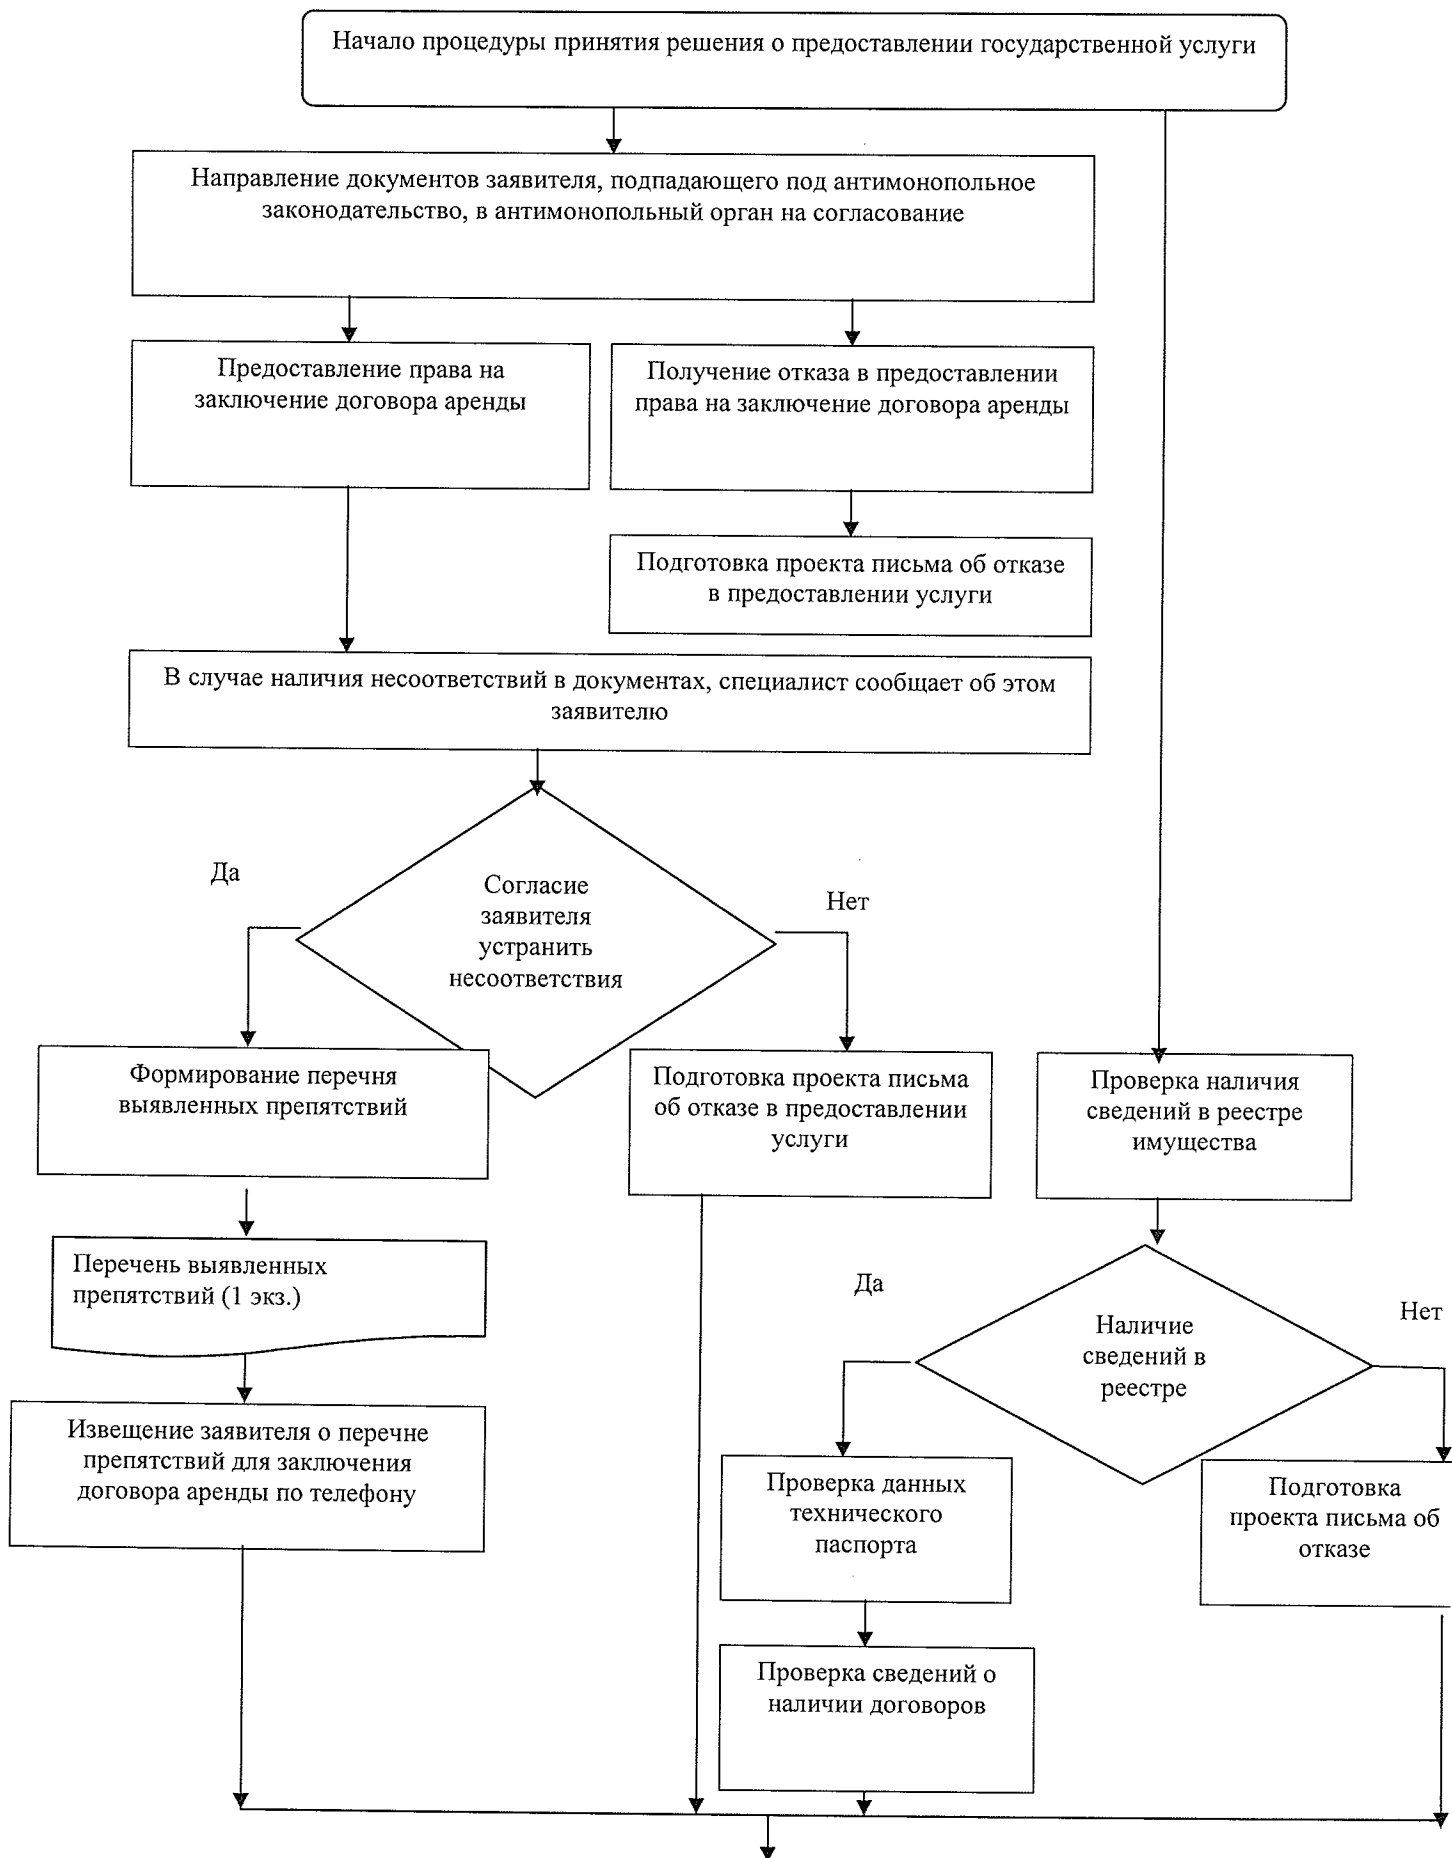 Начало процедуры принятия решения о предоставлении государственной услуги
Направление документов заявителя, подпадающего под антимонопольное
законодательство, в антимонопольный орган на согласование
Предоставление права на
заключение договора аренды
Получение отказа в предоставлении
права на заключение договора аренды
Подготовка проекта письма об отказе
в предоставлении услуги
В случае наличия несоответствий в документах, специалист сообщает об этом
заявителю
Да
Согласие
заявителя
устранить
несоответствия
Нет
Формирование перечня
выявленных препятствий
Подготовка проекта письма
об отказе в предоставлении
услуги
Проверка наличия
сведений в реестре
имущества
Перечень выявленных
препятствий (1 экз.)
Да
Наличие
сведений в
реестре
Нет
Извещение заявителя о перечне
препятствий для заключения
договора аренды по телефону
Проверка данных
технического
паспорта
Подготовка
проекта письма об
отказе
Проверка сведений о
наличии договоров